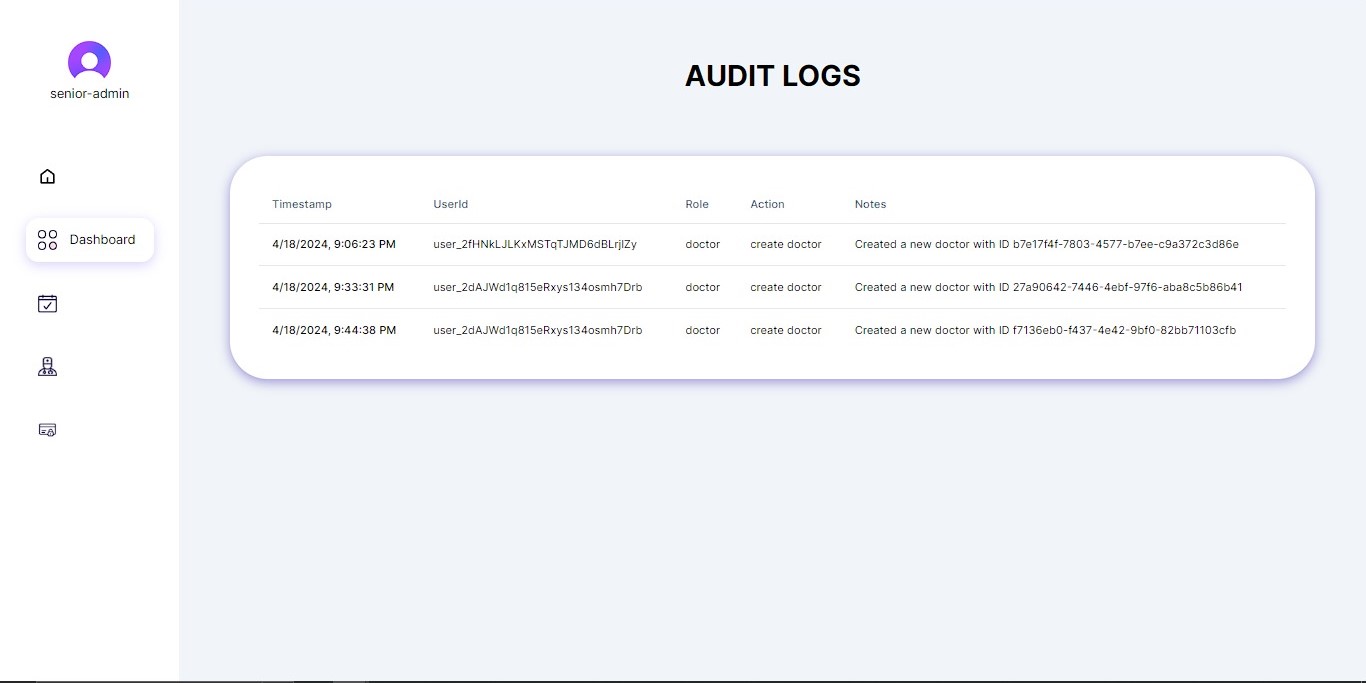 senior-admin
Dashboard
AUDIT LOGS
Timestamp UserId Role Action Notes
4/18/2024, 9:06:23 PM user_2fHNkLJLKxMSTqTJMD6dBLrjlZy doctor create doctor Created a new doctor with ID b7e17f4f-7803-4577-b7ee-c9a372c3d86e
4/18/2024, 9:33:31 PM user_2dAJWd1q815eRxys134osmh7Drb doctor create doctor Created a new doctor with ID 27a90642-7446-4ebf-97f6-aba8c5b86b41
4/18/2024, 9:44:38 PM user_2dAJWd1q815eRxys134osmh7Drb doctor create doctor Created a new doctor with ID f7136eb0-f437-4e42-9bf0-82bb71103cfb